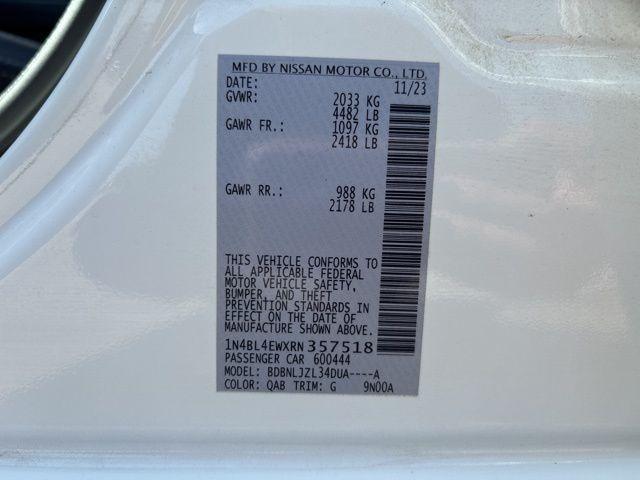 MFD BY NISSAN MOTOR CO., LTD.
DATE: 11/23
GVWR: 2033 KG
4482 LB
GAWR FR.: 1097 KG
2418 LB
GAWR RR.: 988 KG
2178 LB
THIS VEHICLE CONFORMS TO
ALL APPLICABLE FEDERAL
MOTOR VEHICLE SAFETY,
BUMPER, AND THEFT
PREVENTION STANDARDS IN
EFFECT ON THE DATE OF
MANUFACTURE SHOWN ABOVE.
1N4BL4EWXRN357518
PASSENGER CAR 600444
MODEL: BDBNLJZL34DUA----A
COLOR: QAB TRIM: G 9N00A